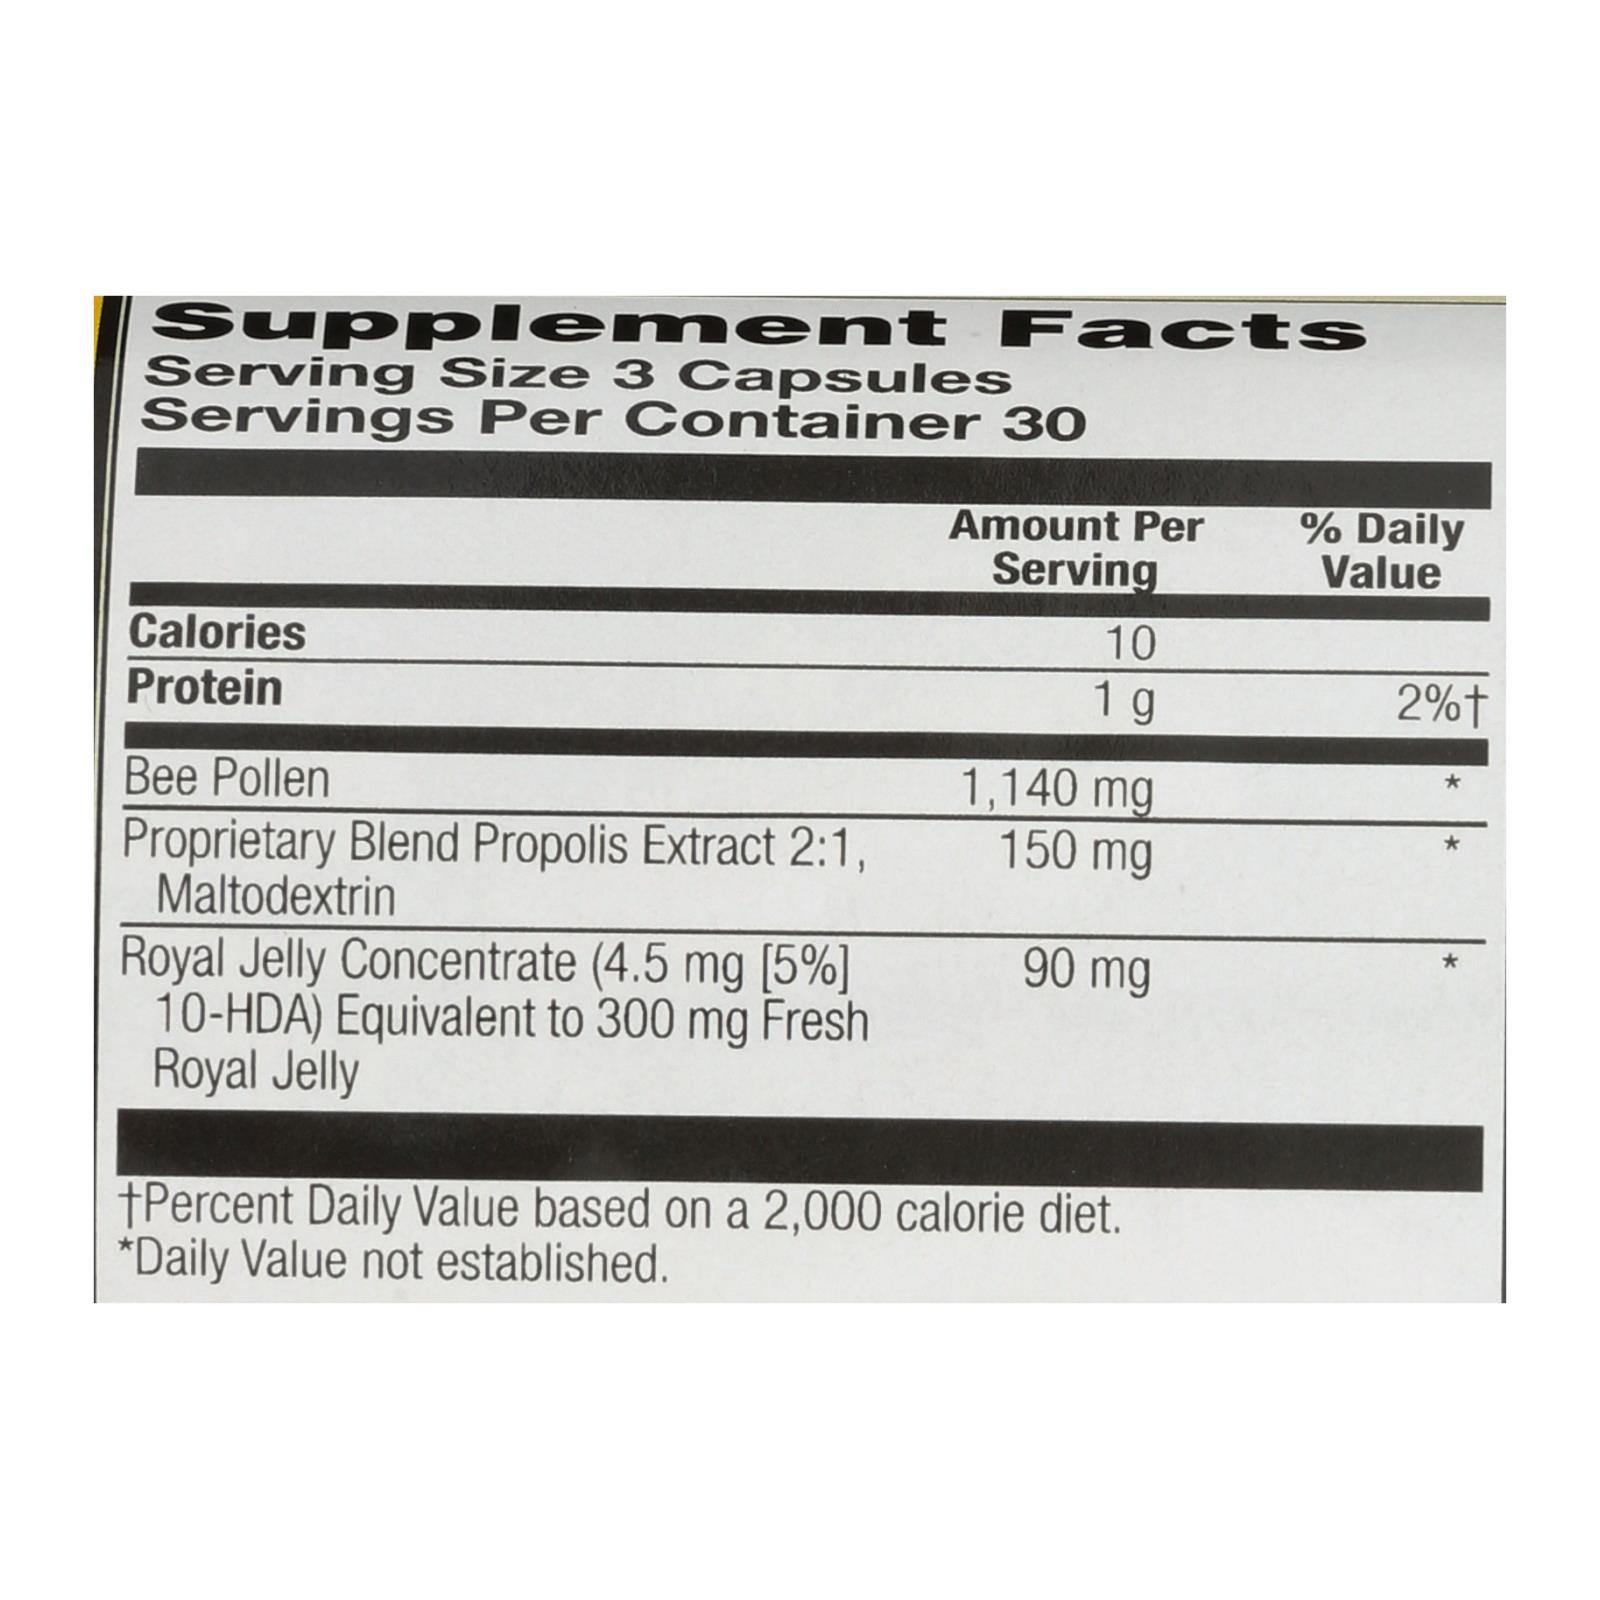 Supplement Facts
Serving Size 3 Capsules
Servings Per Container 30
Amount Per Serving % Daily Value
Calories 10
Protein 1 g 2%†
Bee Pollen 1,140 mg *
Proprietary Blend Propolis Extract 2:1, 150 mg *
Maltodextrin
Royal Jelly Concentrate (4.5 mg [5%] 90 mg *
10-HDA) Equivalent to 300 mg Fresh
Royal Jelly
†Percent Daily Value based on a 2,000 calorie diet.
*Daily Value not established.